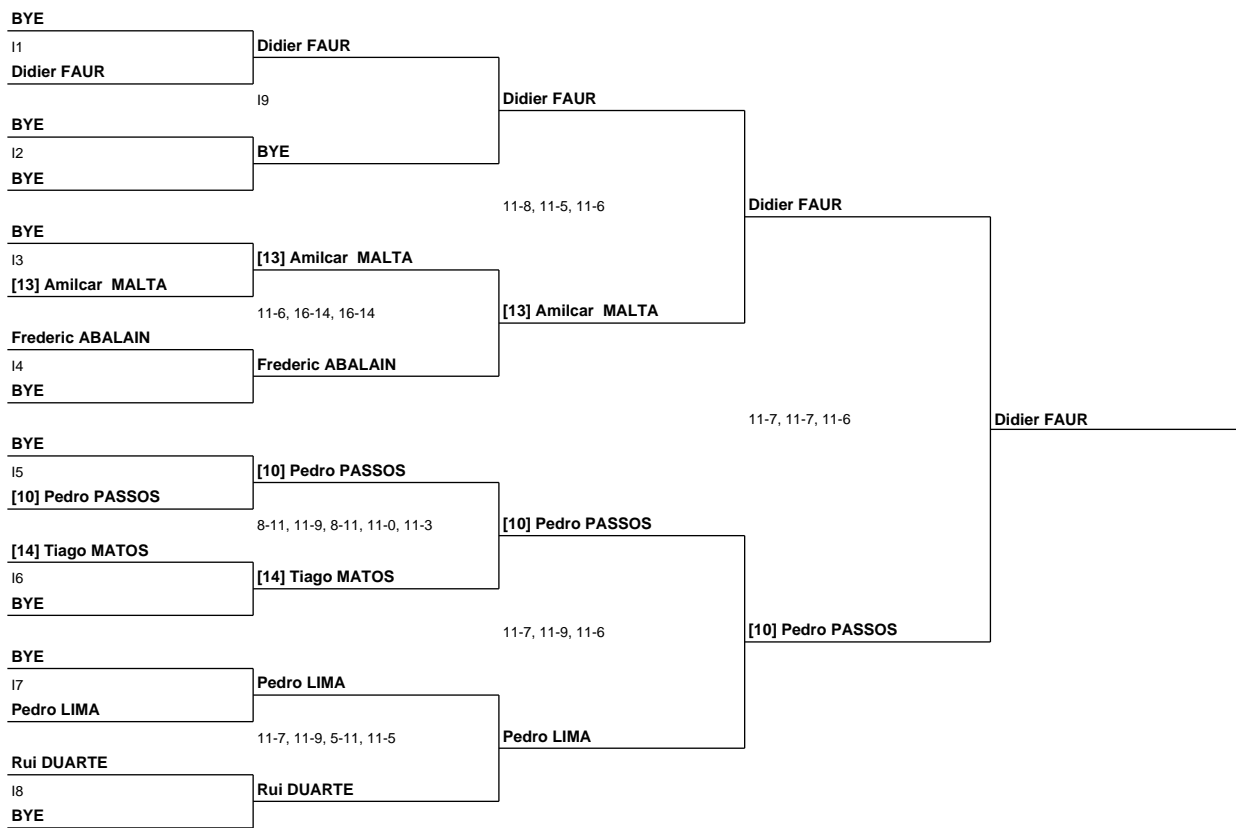 BYE
I1
Didier FAUR
Didier FAUR
I9
BYE
I2
BYE
BYE
Didier FAUR
11-8, 11-5, 11-6
BYE
I3
[13] Amilcar  MALTA
[13] Amilcar  MALTA
11-6, 16-14, 16-14
Frederic ABALAIN
I4
BYE
Frederic ABALAIN
[13] Amilcar  MALTA
Didier FAUR
11-7, 11-7, 11-6
Didier FAUR
BYE
I5
[10] Pedro PASSOS
[10] Pedro PASSOS
8-11, 11-9, 8-11, 11-0, 11-3
[14] Tiago MATOS
I6
BYE
[14] Tiago MATOS
[10] Pedro PASSOS
11-7, 11-9, 11-6
[10] Pedro PASSOS
BYE
I7
Pedro LIMA
Pedro LIMA
11-7, 11-9, 5-11, 11-5
Rui DUARTE
I8
BYE
Rui DUARTE
Pedro LIMA